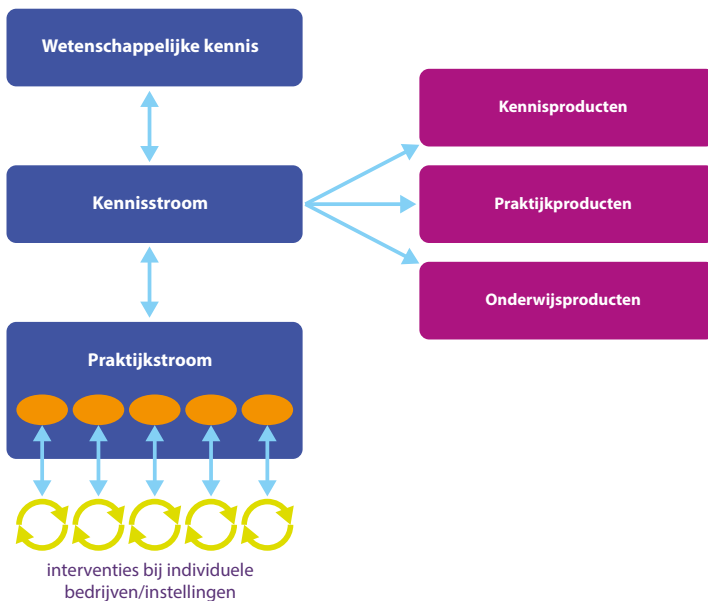 Wetenschappelijke kennis
Kennisproducten
Kennisstroom
Praktijkproducten
Onderwijsproducten
Praktijkstroom
interventies bij individuele
bedrijven/instellingen